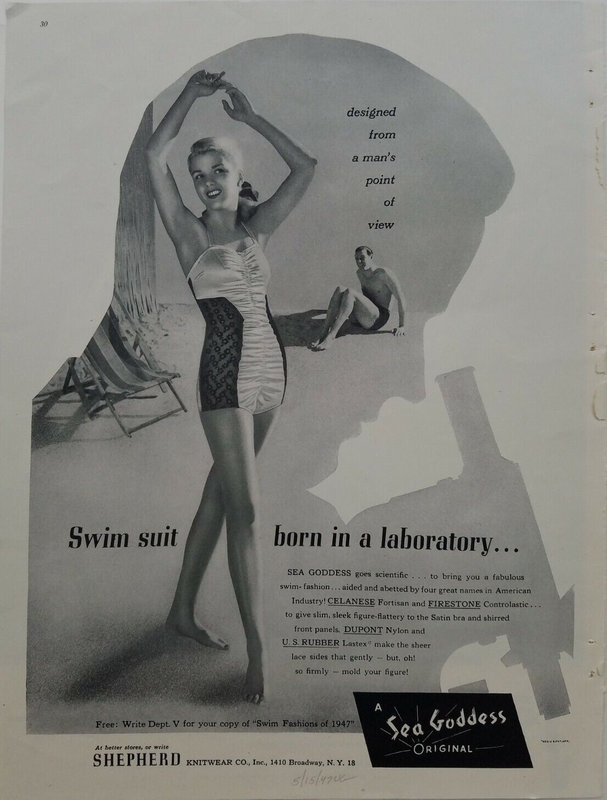 30
designed
from
a man's
point
of
view
Swim suit born in a laboratory...
SEA GODDESS goes scientific . . . to bring you a fabulous
swim-fashion... aided and abetted by four great names in American
Industry! CELANESE Fortisan and FIRESTONE Controlastic...
to give slim, sleek figure-flattery to the Satin bra and shirred
front panels. DUPONT Nylon and
U. S. RUBBER Lastex* make the sheer
lace sides that gently — but, oh!
so firmly — mold your figure!
Free: Write Dept. V for your copy of "Swim Fashions of 1947"
A
Sea Goddess
ORIGINAL
At better stores, or write
SHEPHERD KNITWEAR CO., Inc., 1410 Broadway, N. Y. 18